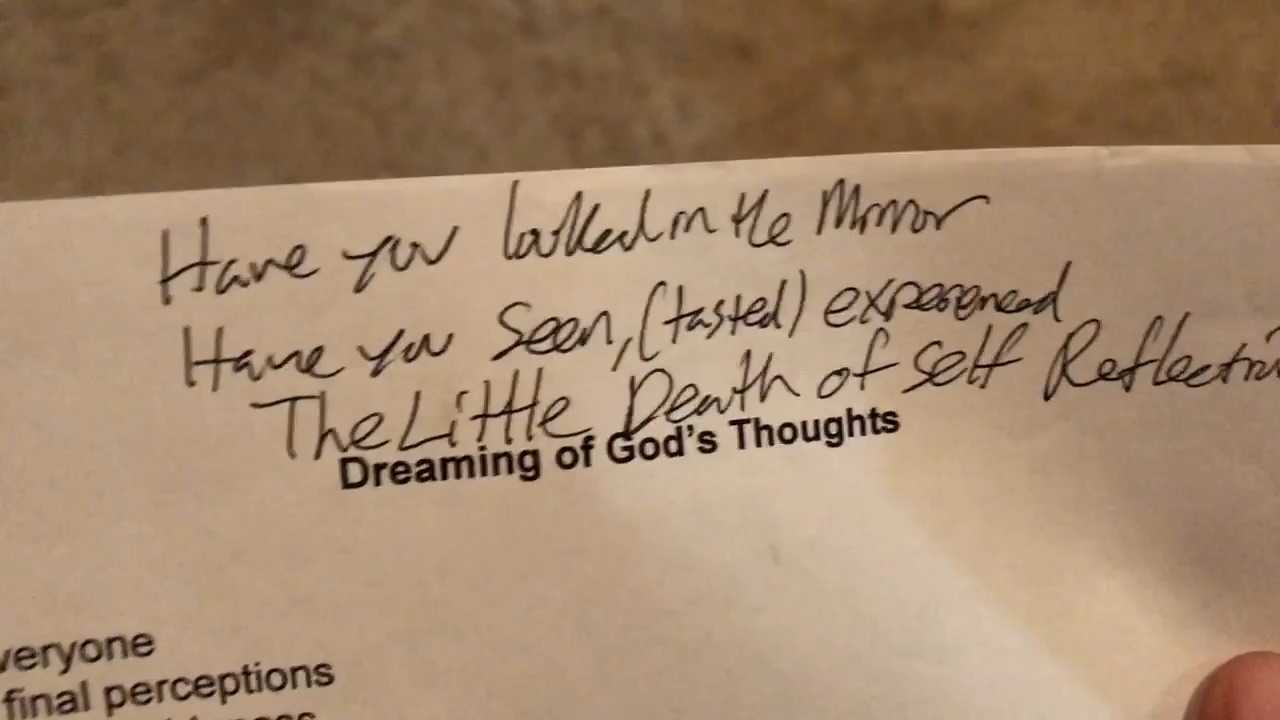 Have you looked in the Mirror
Have you Seen, (tasted) experienced
The Little Death of Self Reflection
Dreaming of God's Thoughts
veryone
final perceptions